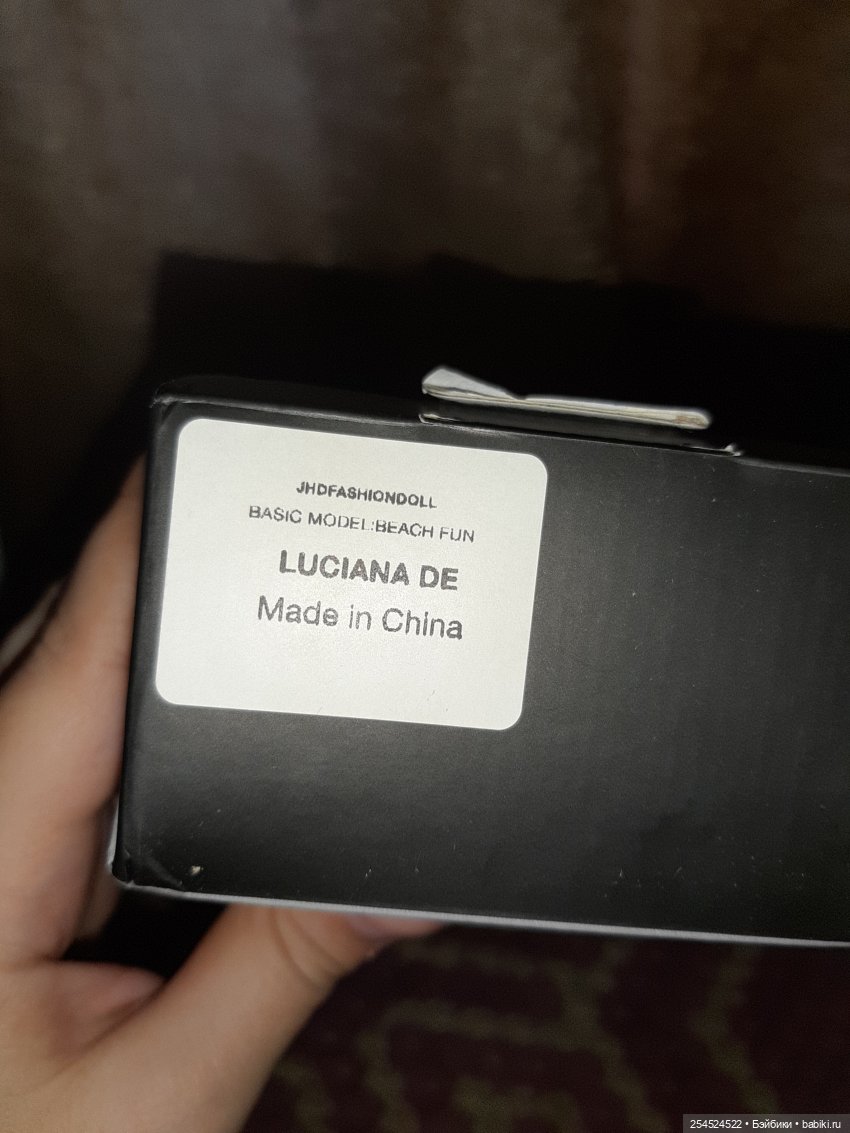 JHDFASHIONDOLL
BASIC MODEL:BEACH FUN
LUCIANA DE
Made in China
254524522 • Бэйбики • babiki.ru